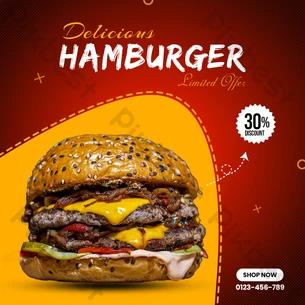 Delicious
HAMBURGER
Limited Offer
30%
DISCOUNT
SHOP NOW
0123-456-789